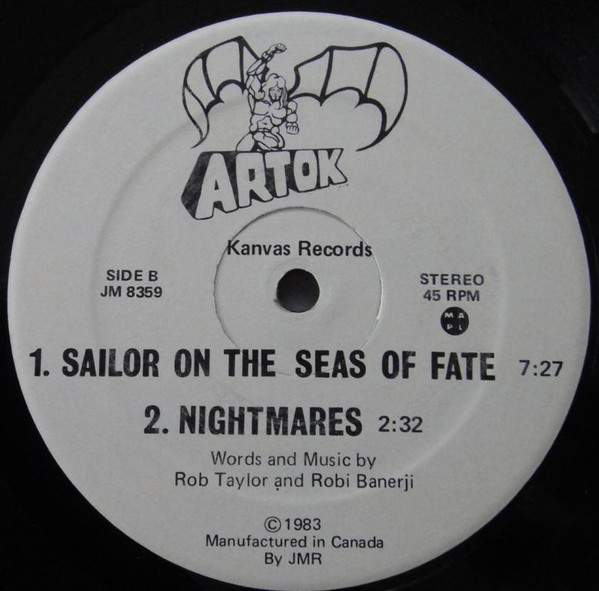 ARTOK
Kanvas Records
SIDE B
JM 8359
STEREO
45 RPM
M A
P L
1. SAILOR ON THE SEAS OF FATE 7:27
2. NIGHTMARES 2:32
Words and Music by
Rob Taylor and Robi Banerji
©1983
Manufactured in Canada
By JMR